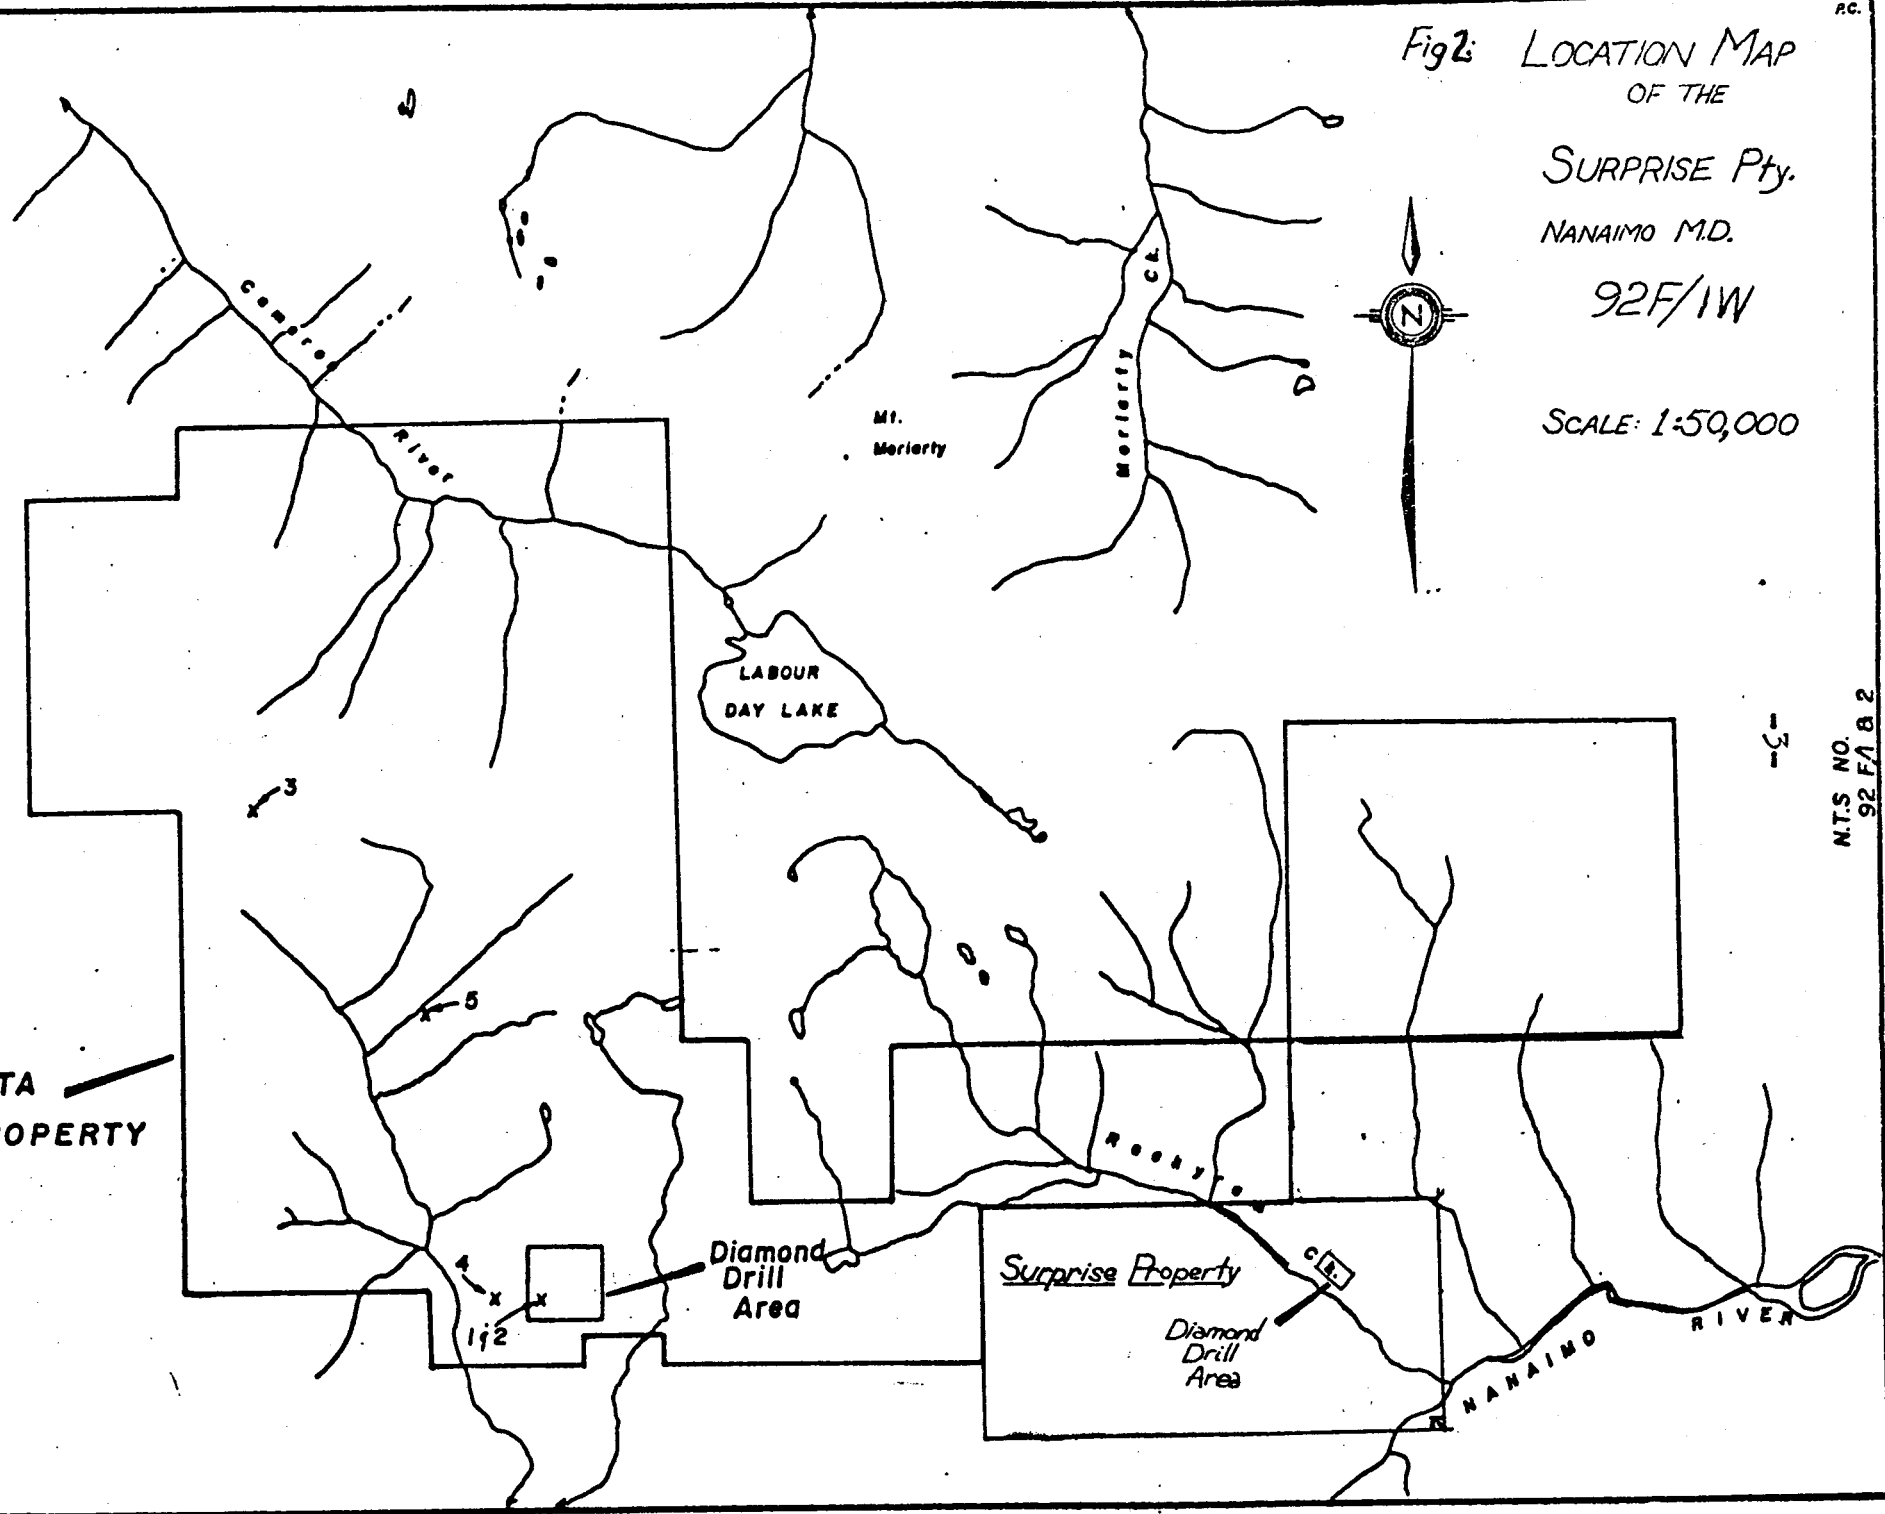 P.C.
Fig 2: LOCATION MAP
OF THE
SURPRISE Pty.
NANAIMO M.D.
92F/1W
SCALE: 1:50,000
N
Cameron
River
Mt.
Moriarty
Moriarty Ck.
LABOUR
DAY LAKE
-3-
N.T.S NO.
92 F/1 & 2
3
5
TA
OPERTY
4
1 & 2
Diamond
Drill
Area
Surprise Property
Diamond
Drill
Area
Ck.
NANAIMO RIVER